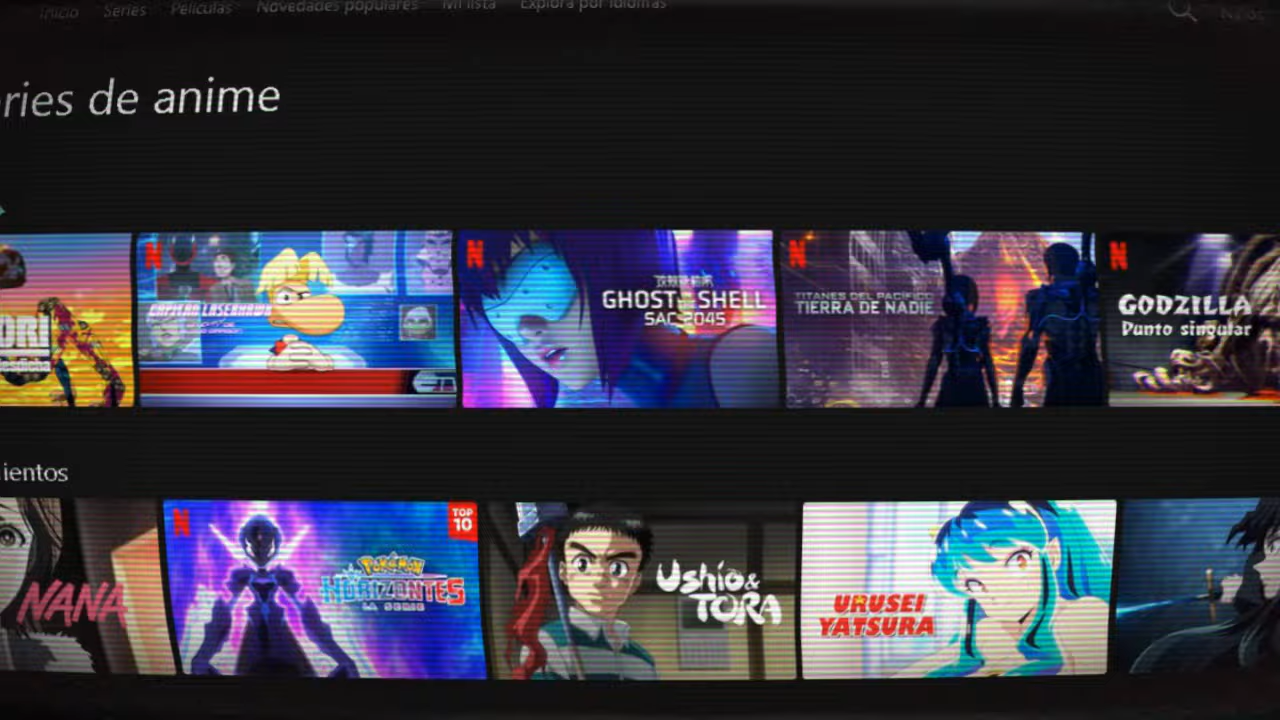 Inicio Series Películas Novedades populares Mi lista Explora por idiomas
ries de anime
ORI
CAPITÁN LASERHAWK
GHOST IN THE SHELL
SAC_2045
TITANES DEL PACÍFICO
TIERRA DE NADIE
GODZILLA
Punto singular
ientos
NANA
TOP
10
POKÉMON
HORIZONTES
LA SERIE
Ushio &
TORA
URUSEI
YATSURA